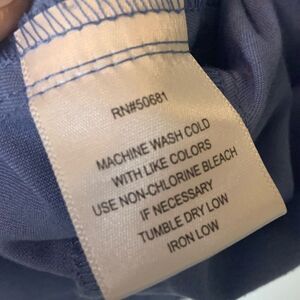 RN#50681
MACHINE WASH COLD
WITH LIKE COLORS
USE NON-CHLORINE BLEACH
IF NECESSARY
TUMBLE DRY LOW
IRON LOW